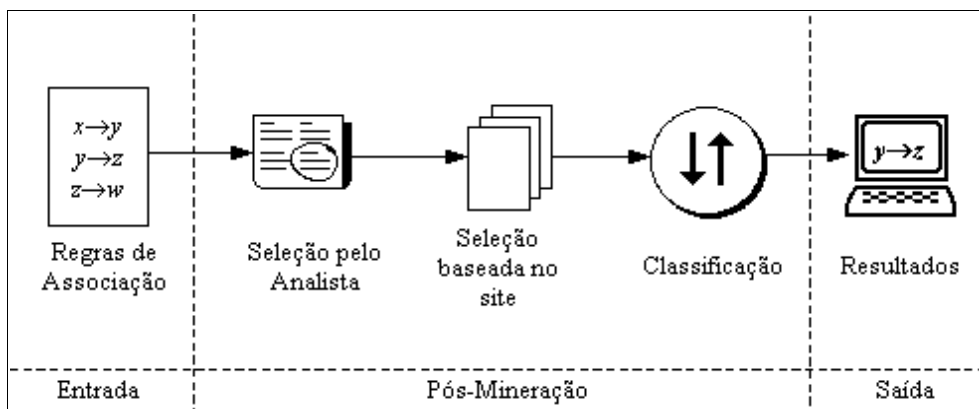 x→y
y→z
z→w
y→z
Regras de
Associação
Seleção pelo
Analista
Seleção
baseada no
site
Classificação
Resultados
Entrada
Pós-Mineração
Saída